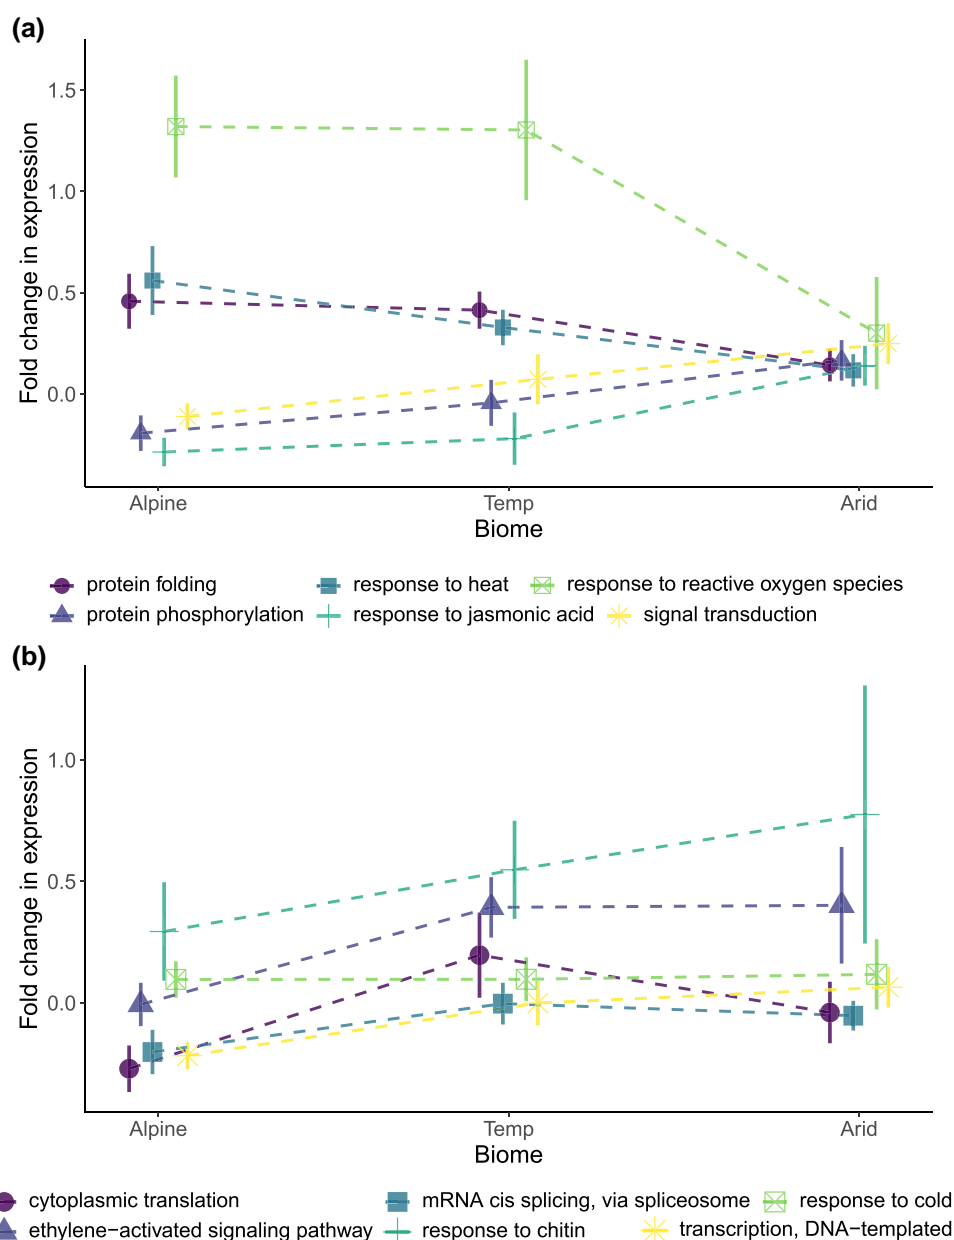 (a)
Fold change in expression
1.5
1.0
0.5
0.0
Alpine Temp Arid
Biome
protein folding response to heat response to reactive oxygen species
protein phosphorylation response to jasmonic acid signal transduction
(b)
Fold change in expression
1.0
0.5
0.0
Alpine Temp Arid
Biome
cytoplasmic translation mRNA cis splicing, via spliceosome response to cold
ethylene−activated signaling pathway response to chitin transcription, DNA−templated